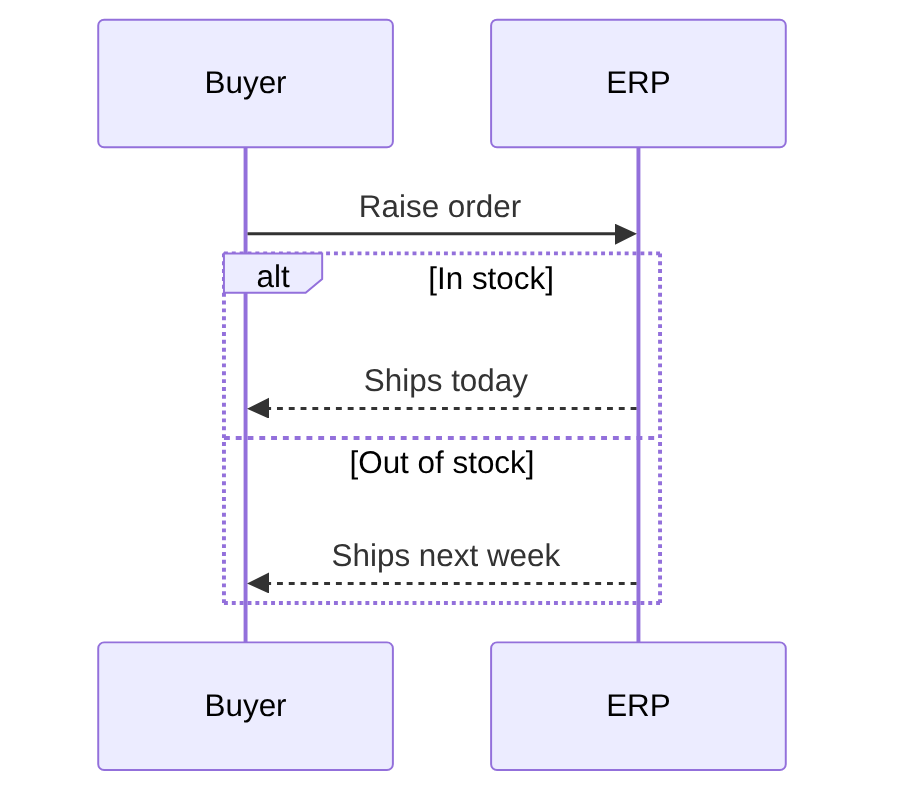 Buyer
ERP
Raise order
alt
[In stock]
Ships today
[Out of stock]
Ships next week
Buyer
ERP